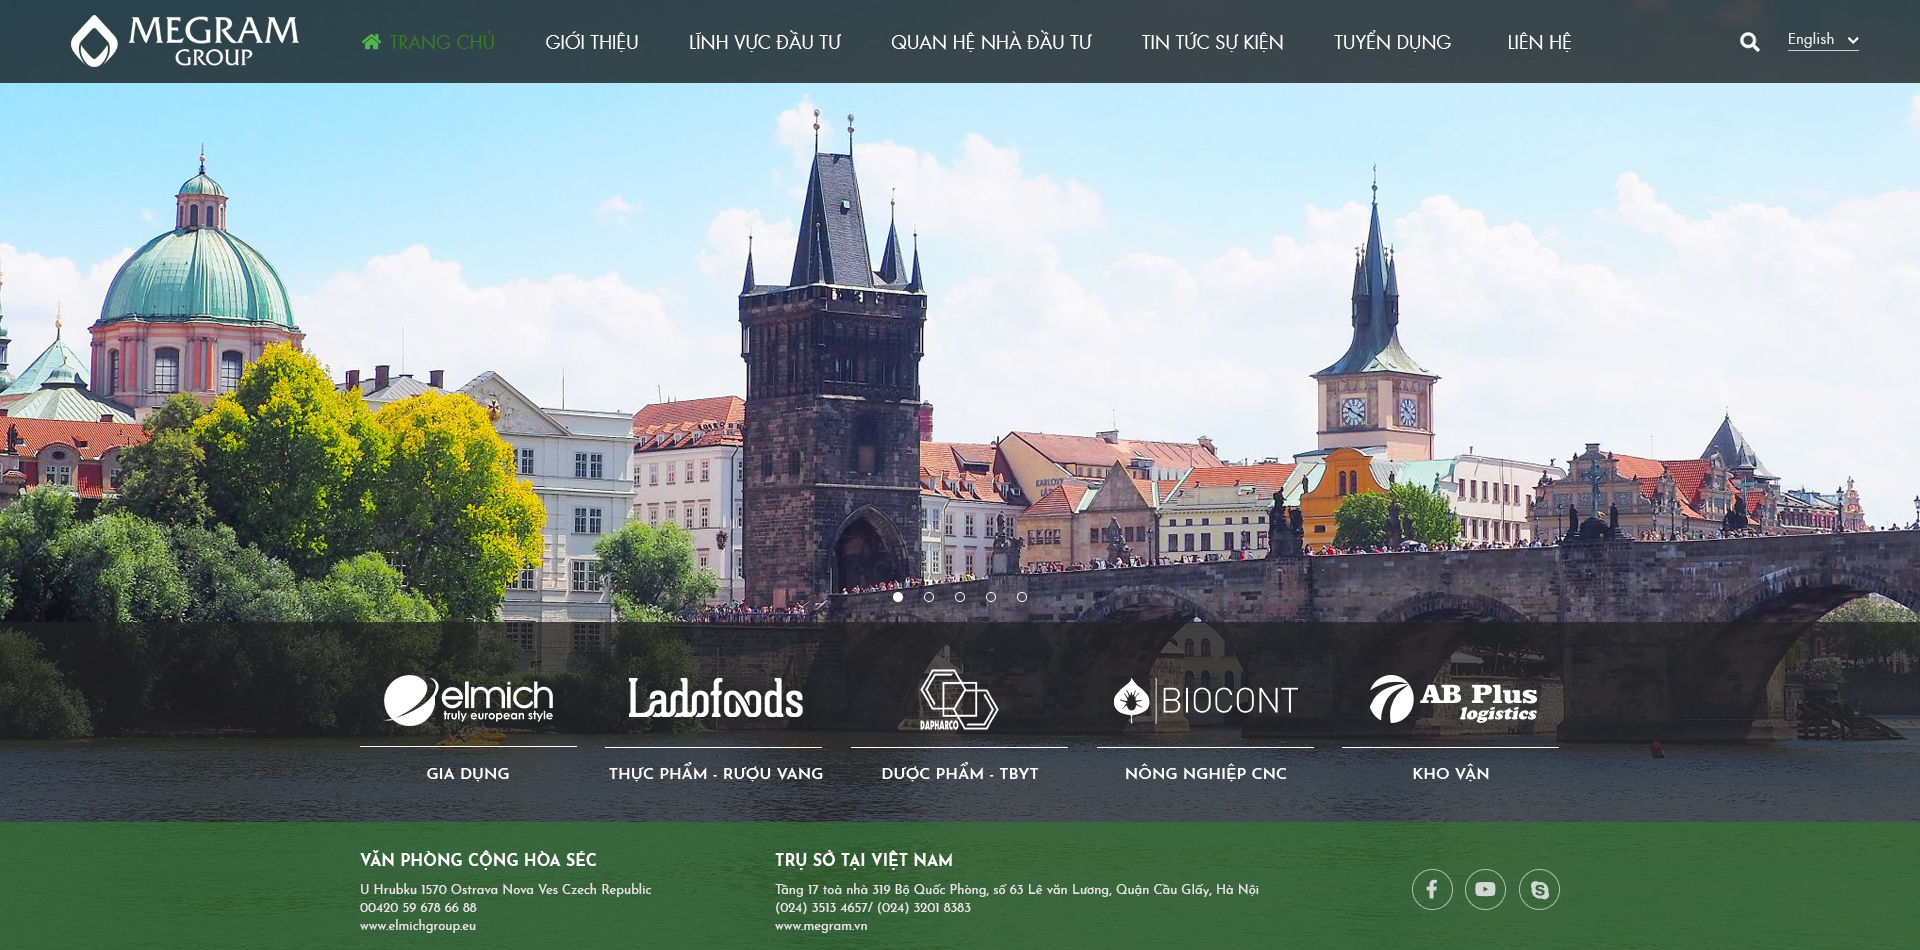 MEGRAM
GROUP
TRANG CHỦ
GIỚI THIỆU
LĨNH VỰC ĐẦU TƯ
QUAN HỆ NHÀ ĐẦU TƯ
TIN TỨC SỰ KIỆN
TUYỂN DỤNG
LIÊN HỆ
English
KARLOVY
elmich
truly european style
Ladofoods
DAPHARCO
BIOCONT
AB Plus
logistics
GIA DỤNG
THỰC PHẨM - RƯỢU VANG
DƯỢC PHẨM - TBYT
NÔNG NGHIỆP CNC
KHO VẬN
VĂN PHÒNG CỘNG HÒA SÉC
U Hrubku 1570 Ostrava Nova Ves Czech Republic
00420 59 678 66 88
www.elmichgroup.eu
TRỤ SỞ TẠI VIỆT NAM
Tầng 17 toà nhà 319 Bộ Quốc Phòng, số 63 Lê văn Lương, Quận Cầu GIấy, Hà Nội
(024) 3513 4657/ (024) 3201 8383
www.megram.vn